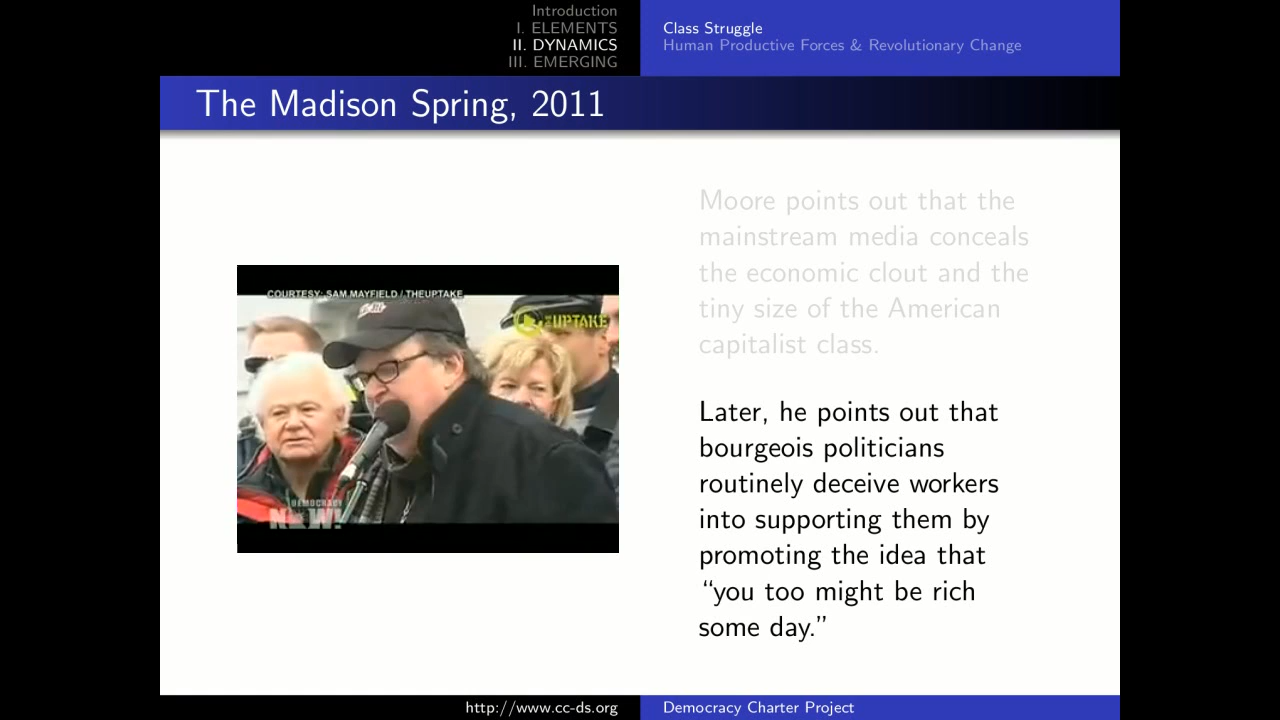 Introduction
I. ELEMENTS
II. DYNAMICS
III. EMERGING
Class Struggle
Human Productive Forces & Revolutionary Change
The Madison Spring, 2011
COURTESY: SAM MAYFIELD / THEUPTAKE
THE UPTAKE
DEMOCRACY
NOW!
Moore points out that the
mainstream media conceals
the economic clout and the
tiny size of the American
capitalist class.
Later, he points out that
bourgeois politicians
routinely deceive workers
into supporting them by
promoting the idea that
“you too might be rich
some day.”
http://www.cc-ds.org
Democracy Charter Project